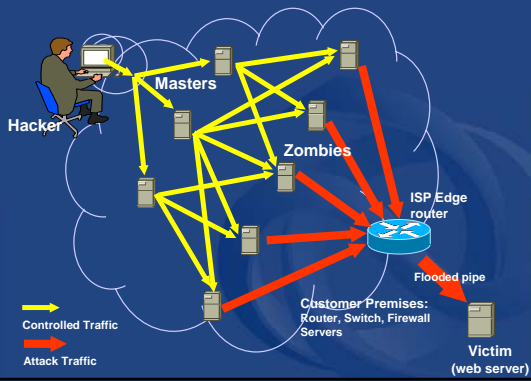 Masters
Hacker
Zombies
ISP Edge
router
Flooded pipe
Customer Premises:
Router, Switch, Firewall
Servers
Controlled Traffic
Attack Traffic
Victim
(web server)